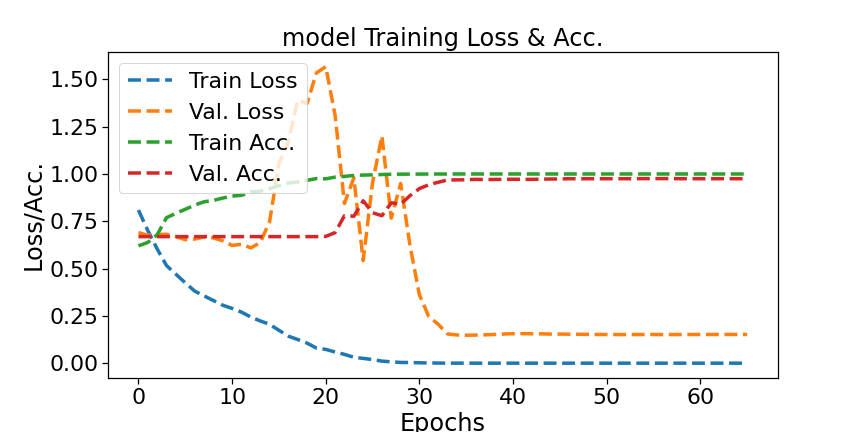 model Training Loss & Acc.
Train Loss
Val. Loss
Train Acc.
Val. Acc.
Loss/Acc.
1.50
1.25
1.00
0.75
0.50
0.25
0.00
0 10 20 30 40 50 60
Epochs